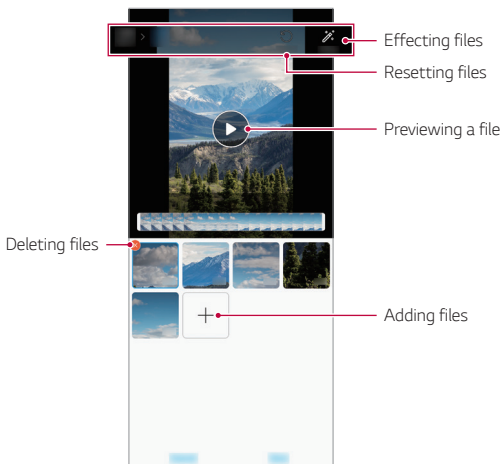 Effecting files
Resetting files
Previewing a file
Deleting files
Adding files